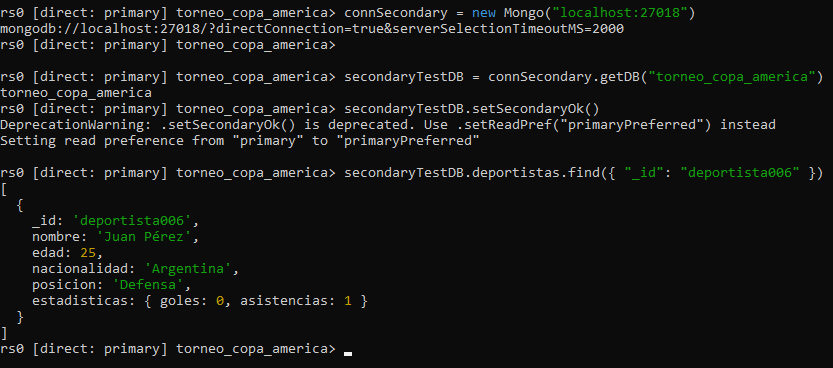 rs0 [direct: primary] torneo_copa_america> connSecondary = new Mongo("localhost:27018")
mongodb://localhost:27018/?directConnection=true&serverSelectionTimeoutMS=2000
rs0 [direct: primary] torneo_copa_america>
rs0 [direct: primary] torneo_copa_america> secondaryTestDB = connSecondary.getDB("torneo_copa_america")
torneo_copa_america
rs0 [direct: primary] torneo_copa_america> secondaryTestDB.setSecondaryOk()
DeprecationWarning: .setSecondaryOk() is deprecated. Use .setReadPref("primaryPreferred") instead
Setting read preference from "primary" to "primaryPreferred"
rs0 [direct: primary] torneo_copa_america> secondaryTestDB.deportistas.find({ "_id": "deportista006" })
[
  {
    _id: 'deportista006',
    nombre: 'Juan Pérez',
    edad: 25,
    nacionalidad: 'Argentina',
    posicion: 'Defensa',
    estadisticas: { goles: 0, asistencias: 1 }
  }
]
rs0 [direct: primary] torneo_copa_america>